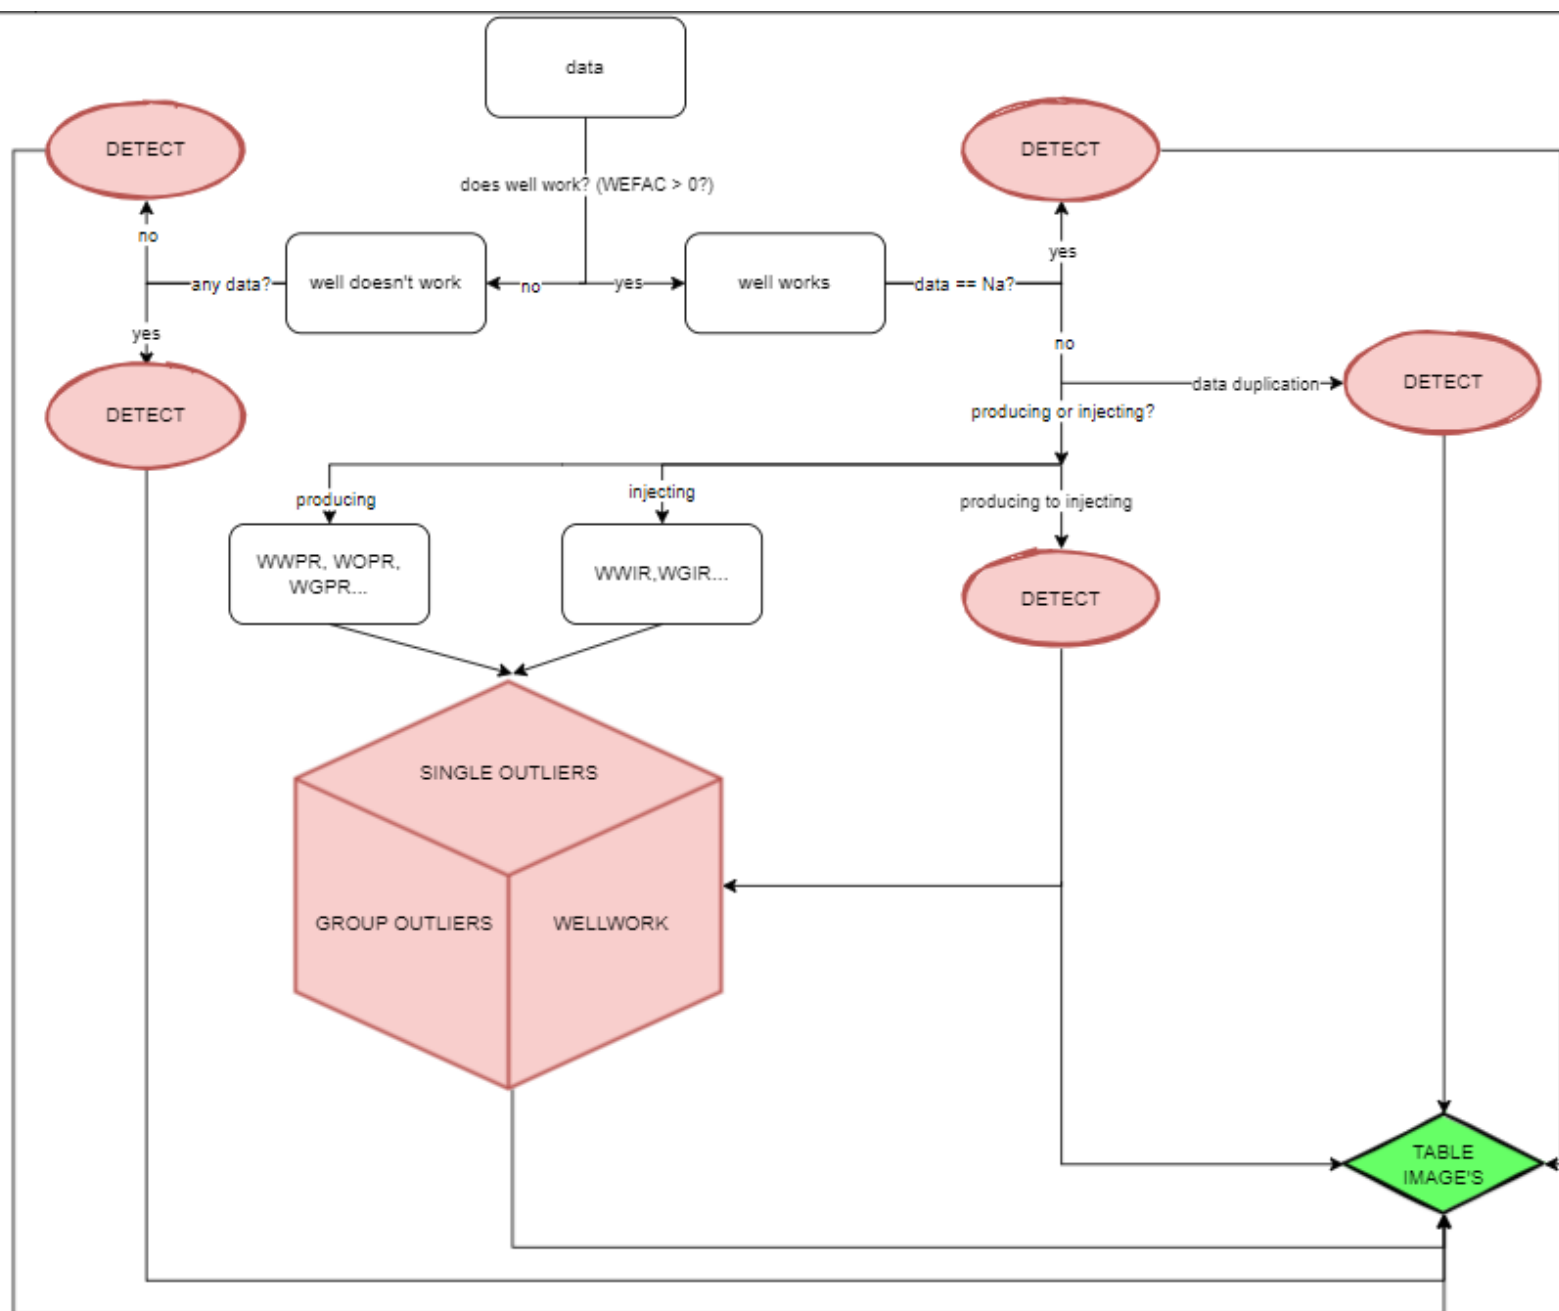 data
DETECT
DETECT
does well work? (WEFAC > 0?)
no
yes
well doesn't work
well works
any data?
no
yes
data == Na?
yes
no
DETECT
DETECT
data duplication
producing or injecting?
producing
injecting
producing to injecting
WWPR, WOPR,
WGPR...
WWIR,WGIR...
DETECT
SINGLE OUTLIERS
GROUP OUTLIERS
WELLWORK
TABLE
IMAGE'S